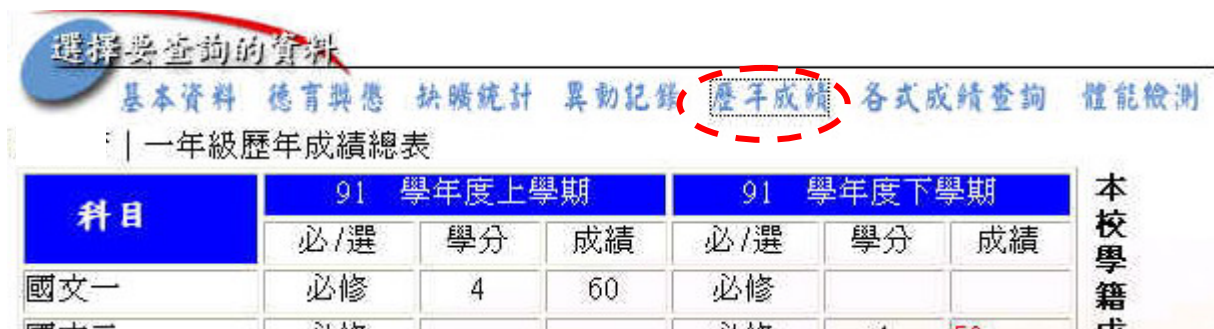 選擇要查詢的資料
基本資料 德育獎懲 缺曠統計 異動記錄 歷年成績 各式成績查詢 體能檢測
|一年級歷年成績總表
科目 91 學年度上學期 91 學年度下學期
必/選 學分 成績 必/選 學分 成績
國文一 必修 4 60 必修
本校學籍